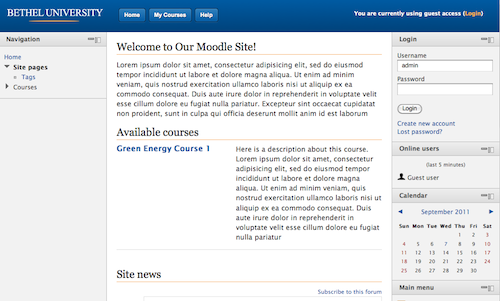 BETHEL UNIVERSITY
Home My Courses Help
You are currently using guest access (Login)
Navigation
Home
Site pages
Tags
Courses
Welcome to Our Moodle Site!
Lorem ipsum dolor sit amet, consectetur adipisicing elit, sed do eiusmod
tempor incididunt ut labore et dolore magna aliqua. Ut enim ad minim
veniam, quis nostrud exercitation ullamco laboris nisi ut aliquip ex ea
commodo consequat. Duis aute irure dolor in reprehenderit in voluptate velit
esse cillum dolore eu fugiat nulla pariatur. Excepteur sint occaecat cupidatat
non proident, sunt in culpa qui officia deserunt mollit anim id est laborum
Available courses
Green Energy Course 1
Here is a description about this course.
Lorem ipsum dolor sit amet, consectetur
adipisicing elit, sed do eiusmod tempor
incididunt ut labore et dolore magna
aliqua. Ut enim ad minim veniam, quis
nostrud exercitation ullamco laboris nisi
ut aliquip ex ea commodo consequat. Duis
aute irure dolor in reprehenderit in
voluptate velit esse cillum dolore eu fugiat
nulla pariatur
Site news
Subscribe to this forum
Login
Username
admin
Password
Login
Create new account
Lost password?
Online users
(last 5 minutes)
Guest user
Calendar
◄ September 2011 ►
Sun Mon Tue Wed Thu Fri Sat
1 2 3
4 5 6 7 8 9 10
11 12 13 14 15 16 17
18 19 20 21 22 23 24
25 26 27 28 29 30
Main menu